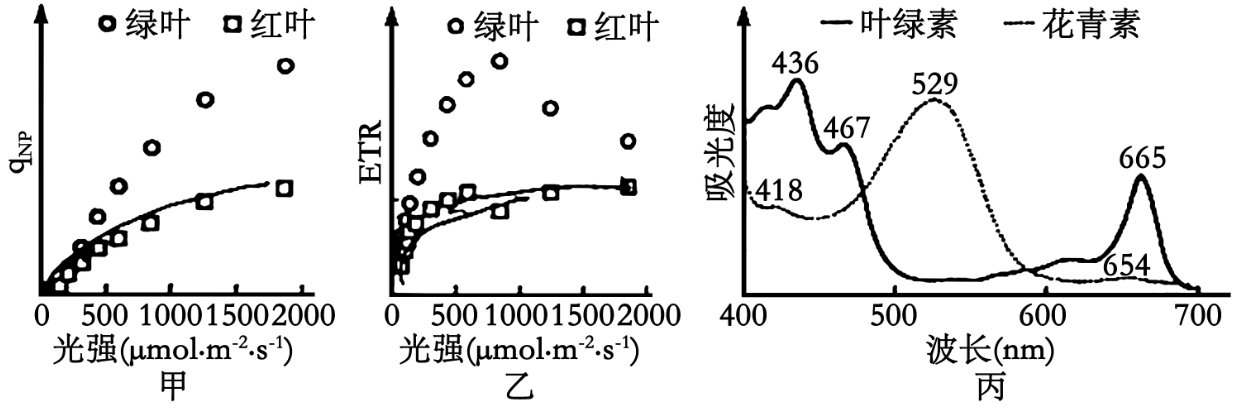 绿叶 红叶
qNP
0 500 1000 1500 2000
光强(μmol·m⁻²·s⁻¹)
甲
绿叶 红叶
ETR
0 500 1000 1500 2000
光强(μmol·m⁻²·s⁻¹)
乙
叶绿素 花青素
436
529
467
665
418
654
吸光度
400 500 600 700
波长(nm)
丙